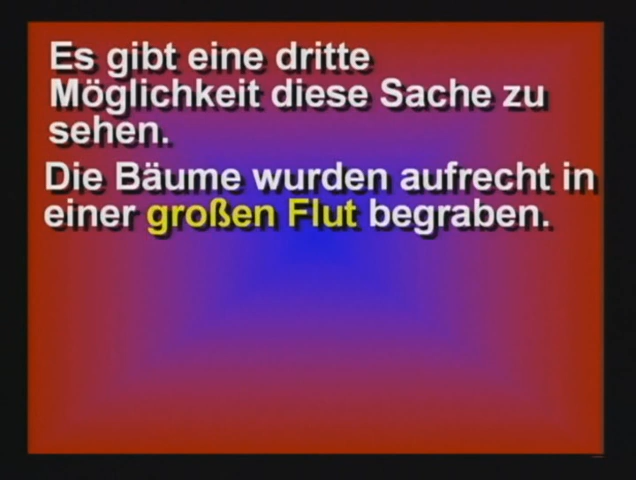 Es gibt eine dritte
Möglichkeit diese Sache zu
sehen.
Die Bäume wurden aufrecht in
einer großen Flut begraben.